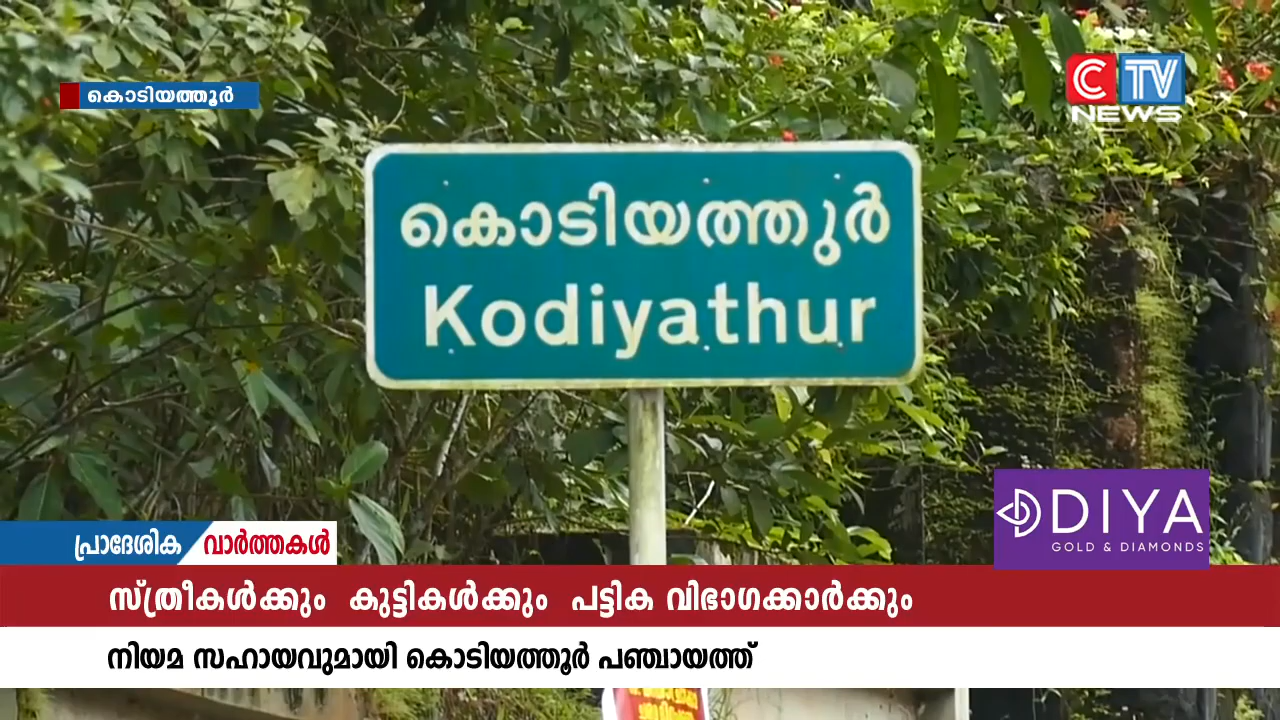 കൊടിയത്തൂർ
C TV
NEWS
കൊടിയത്തുർ
Kodiyathur
DIYA
GOLD & DIAMONDS
പ്രാദേശിക വാർത്തകൾ
സ്ത്രീകൾക്കും കുട്ടികൾക്കും പട്ടിക വിഭാഗക്കാർക്കും
നിയമ സഹായവുമായി കൊടിയത്തൂർ പഞ്ചായത്ത്